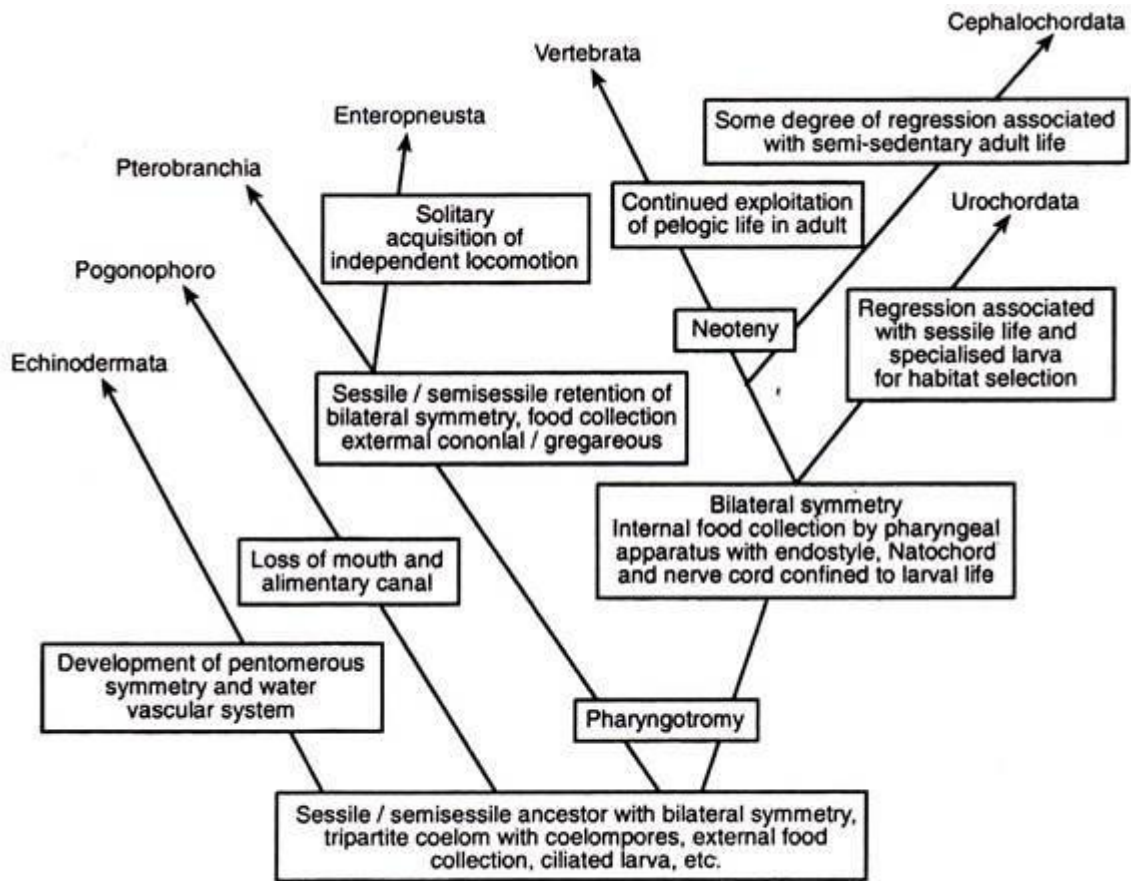 Cephalochordata
Vertebrata
Some degree of regression associated
with semi-sedentary adult life
Enteropneusta
Pterobranchia
Continued exploitation
of pelogic life in adult
Urochordata
Solitary
acquisition of
independent locomotion
Pogonophoro
Regression associated
with sessile life and
specialised larva
for habitat selection
Neoteny
Echinodermata
Sessile / semisessile retention of
bilateral symmetry, food collection
extermal cononlal / gregareous
Bilateral symmetry
Internal food collection by pharyngeal
apparatus with endostyle, Natochord
and nerve cord confined to larval life
Loss of mouth and
alimentary canal
Development of pentomerous
symmetry and water
vascular system
Pharyngotromy
Sessile / semisessile ancestor with bilateral symmetry,
tripartite coelom with coelompores, external food
collection, ciliated larva, etc.